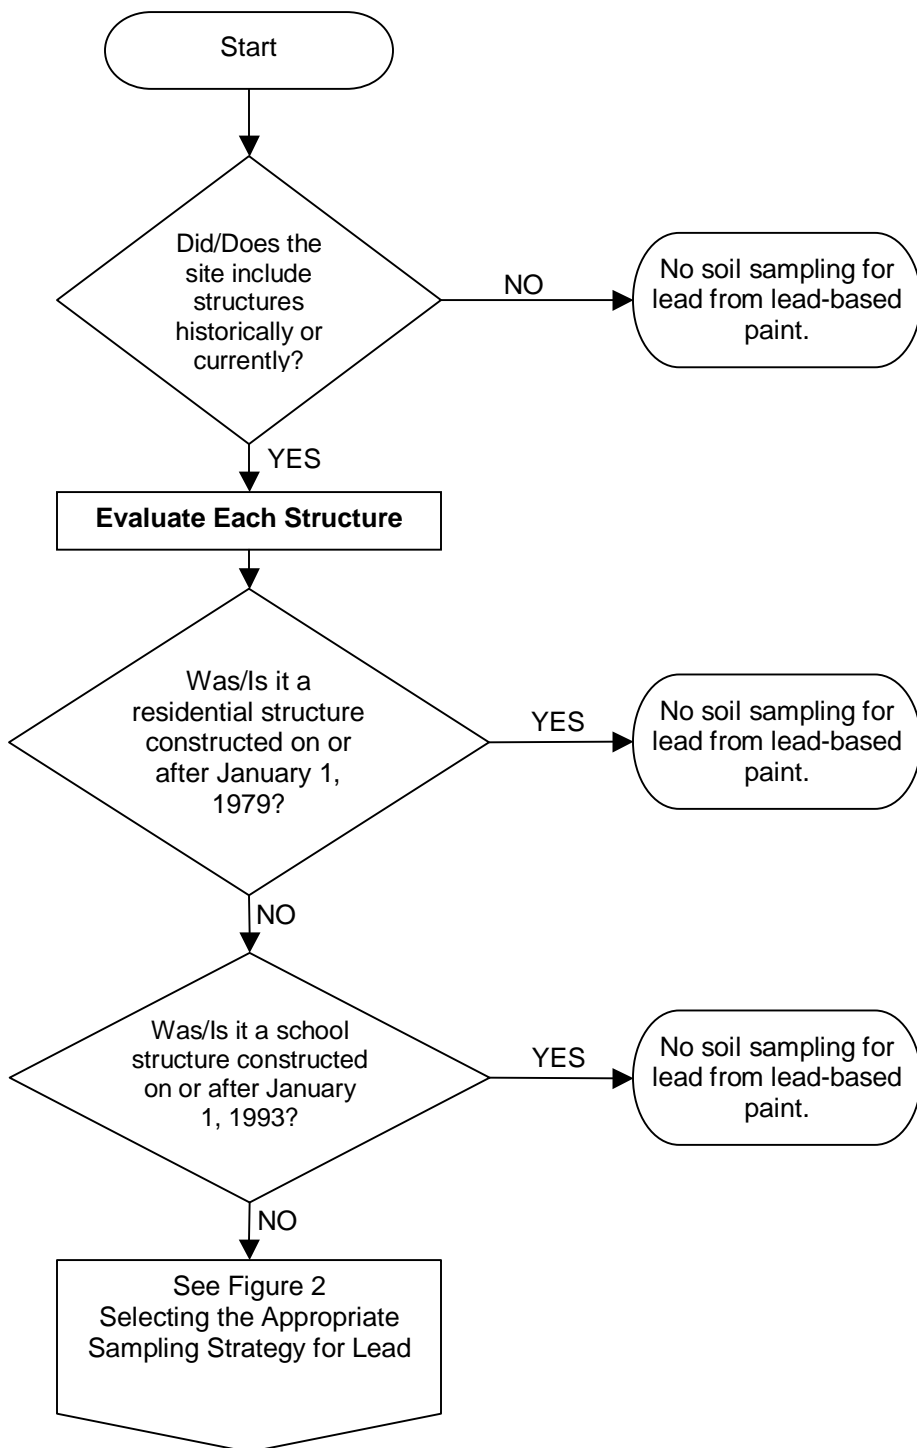 Start
Did/Does the
site include
structures
historically or
currently?
NO
No soil sampling for
lead from lead-based
paint.
YES
Evaluate Each Structure
Was/Is it a
residential structure
constructed on or
after January 1,
1979?
YES
No soil sampling for
lead from lead-based
paint.
NO
Was/Is it a school
structure constructed
on or after January
1, 1993?
YES
No soil sampling for
lead from lead-based
paint.
NO
See Figure 2
Selecting the Appropriate
Sampling Strategy for Lead